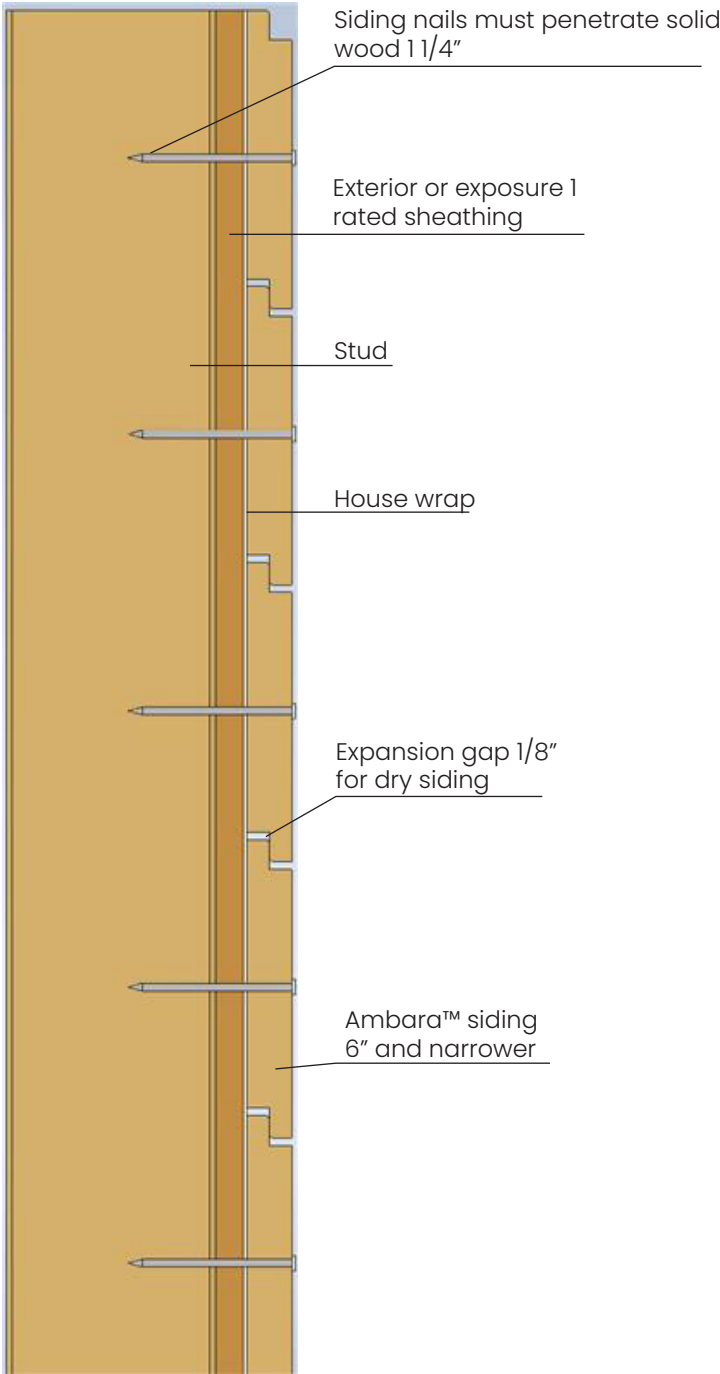 Siding nails must penetrate solid
wood 1 1/4”
Exterior or exposure 1
rated sheathing
Stud
House wrap
Expansion gap 1/8”
for dry siding
Ambara™ siding
6” and narrower